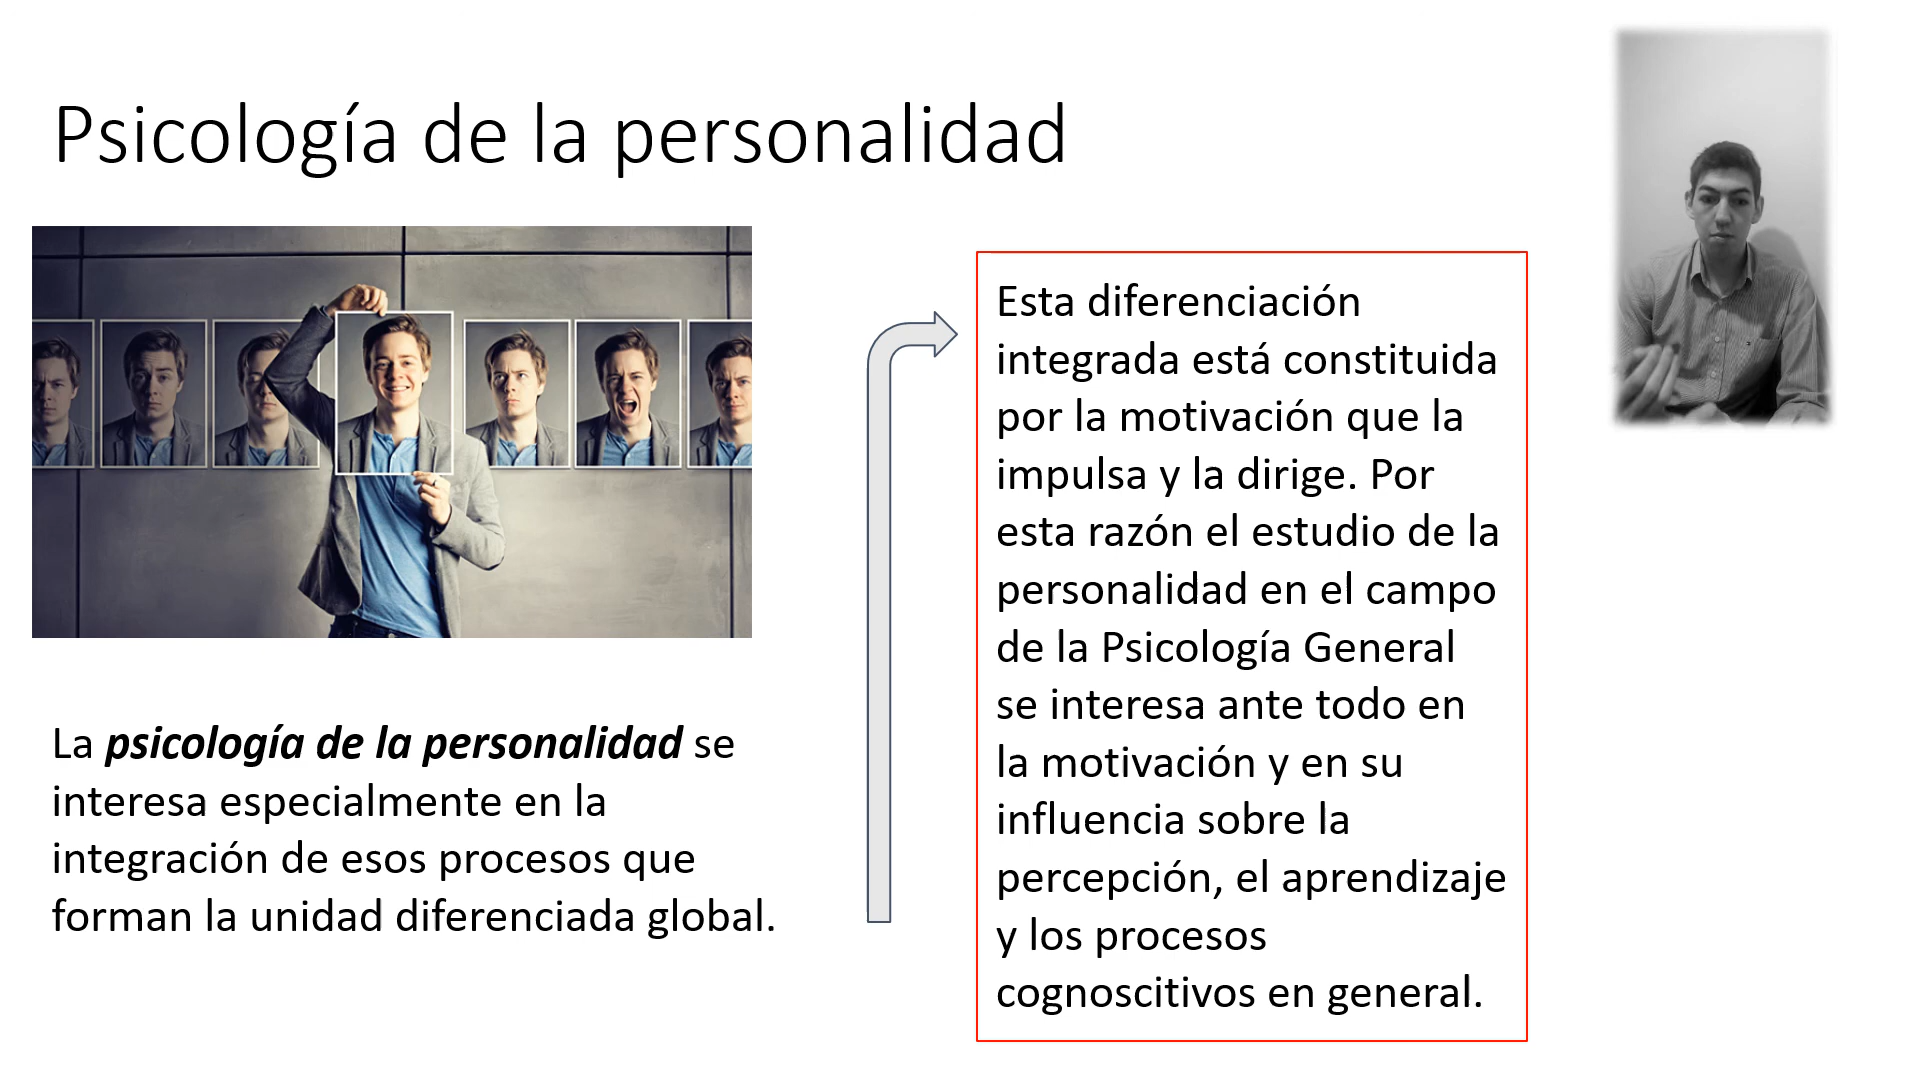 Psicología de la personalidad
La psicología de la personalidad se
interesa especialmente en la
integración de esos procesos que
forman la unidad diferenciada global.
Esta diferenciación
integrada está constituida
por la motivación que la
impulsa y la dirige. Por
esta razón el estudio de la
personalidad en el campo
de la Psicología General
se interesa ante todo en
la motivación y en su
influencia sobre la
percepción, el aprendizaje
y los procesos
cognoscitivos en general.